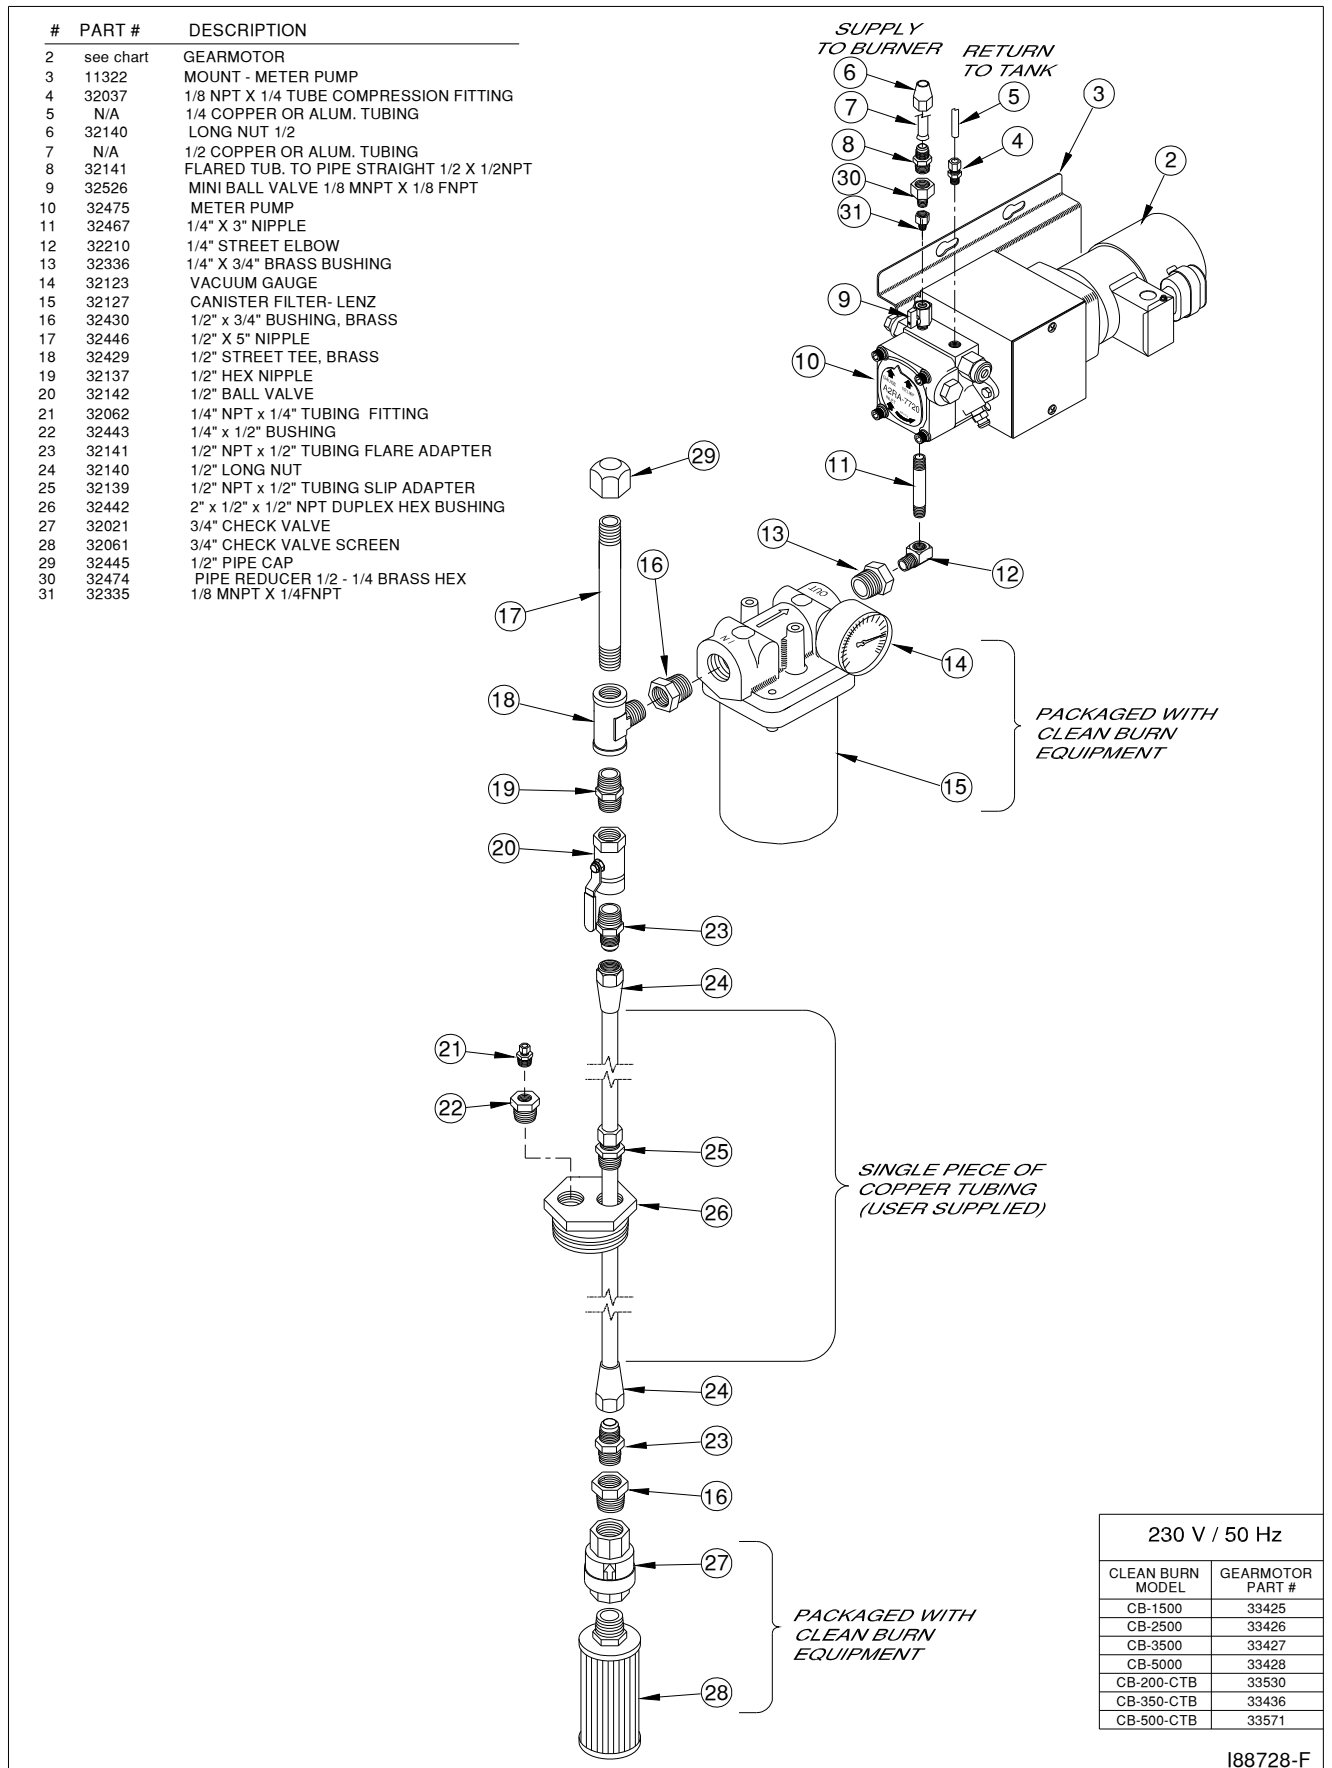 # PART # DESCRIPTION
2 see chart GEARMOTOR
3 11322 MOUNT - METER PUMP
4 32037 1/8 NPT X 1/4 TUBE COMPRESSION FITTING
5 N/A 1/4 COPPER OR ALUM. TUBING
6 32140 LONG NUT 1/2
7 N/A 1/2 COPPER OR ALUM. TUBING
8 32141 FLARED TUB. TO PIPE STRAIGHT 1/2 X 1/2NPT
9 32526 MINI BALL VALVE 1/8 MNPT X 1/8 FNPT
10 32475 METER PUMP
11 32467 1/4" X 3" NIPPLE
12 32210 1/4" STREET ELBOW
13 32336 1/4" X 3/4" BRASS BUSHING
14 32123 VACUUM GAUGE
15 32127 CANISTER FILTER- LENZ
16 32430 1/2" x 3/4" BUSHING, BRASS
17 32446 1/2" X 5" NIPPLE
18 32429 1/2" STREET TEE, BRASS
19 32137 1/2" HEX NIPPLE
20 32142 1/2" BALL VALVE
21 32062 1/4" NPT x 1/4" TUBING FITTING
22 32443 1/4" x 1/2" BUSHING
23 32141 1/2" NPT x 1/2" TUBING FLARE ADAPTER
24 32140 1/2" LONG NUT
25 32139 1/2" NPT x 1/2" TUBING SLIP ADAPTER
26 32442 2" x 1/2" x 1/2" NPT DUPLEX HEX BUSHING
27 32021 3/4" CHECK VALVE
28 32061 3/4" CHECK VALVE SCREEN
29 32445 1/2" PIPE CAP
30 32474 PIPE REDUCER 1/2 - 1/4 BRASS HEX
31 32335 1/8 MNPT X 1/4FNPT
SUPPLY
TO BURNER
RETURN
TO TANK
6
5
3
7
8
4
2
30
31
9
10
A2RA-7720
29
11
13
16
12
OUT
17
IN
14
18
PACKAGED WITH
CLEAN BURN
EQUIPMENT
19
15
20
23
24
21
22
25
SINGLE PIECE OF
COPPER TUBING
(USER SUPPLIED)
26
24
23
16
27
PACKAGED WITH
CLEAN BURN
EQUIPMENT
28
230 V / 50 Hz
CLEAN BURN MODEL GEARMOTOR PART #
CB-1500 33425
CB-2500 33426
CB-3500 33427
CB-5000 33428
CB-200-CTB 33530
CB-350-CTB 33436
CB-500-CTB 33571
I88728-F